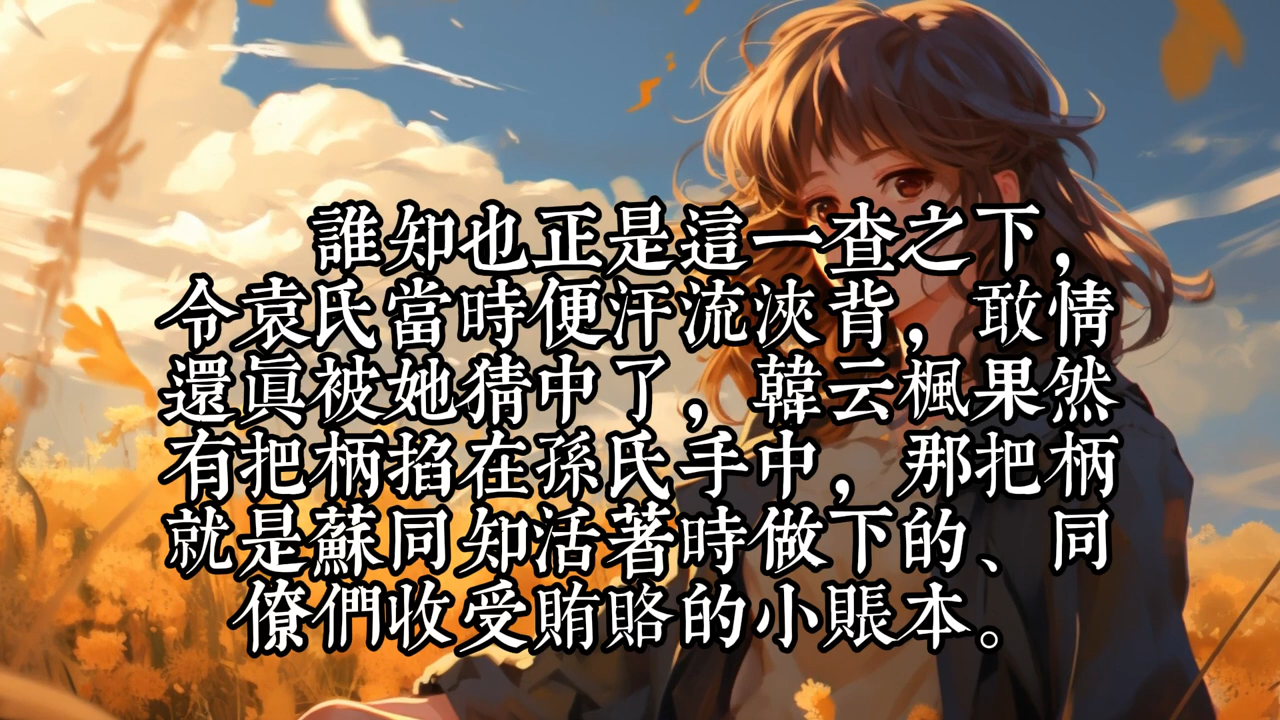 誰知也正是這一查之下，
令袁氏當時便汗流浹背，敢情
還眞被她猜中了，韓云楓果然
有把柄掐在孫氏手中，那把柄
就是蘇同知活著時做下的、同
僚們收受賄賂的小賬本。